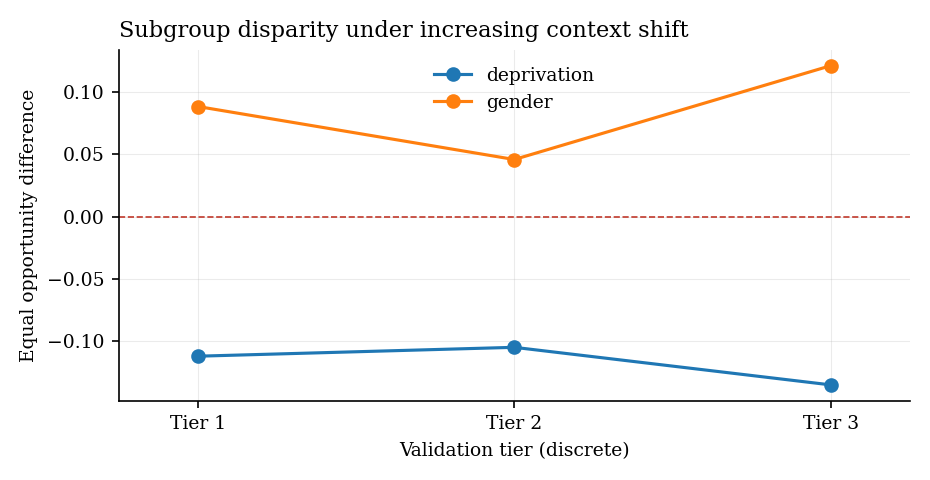 Subgroup disparity under increasing context shift
deprivation
gender
Equal opportunity difference
0.10
0.05
0.00
−0.05
−0.10
Tier 1
Tier 2
Tier 3
Validation tier (discrete)